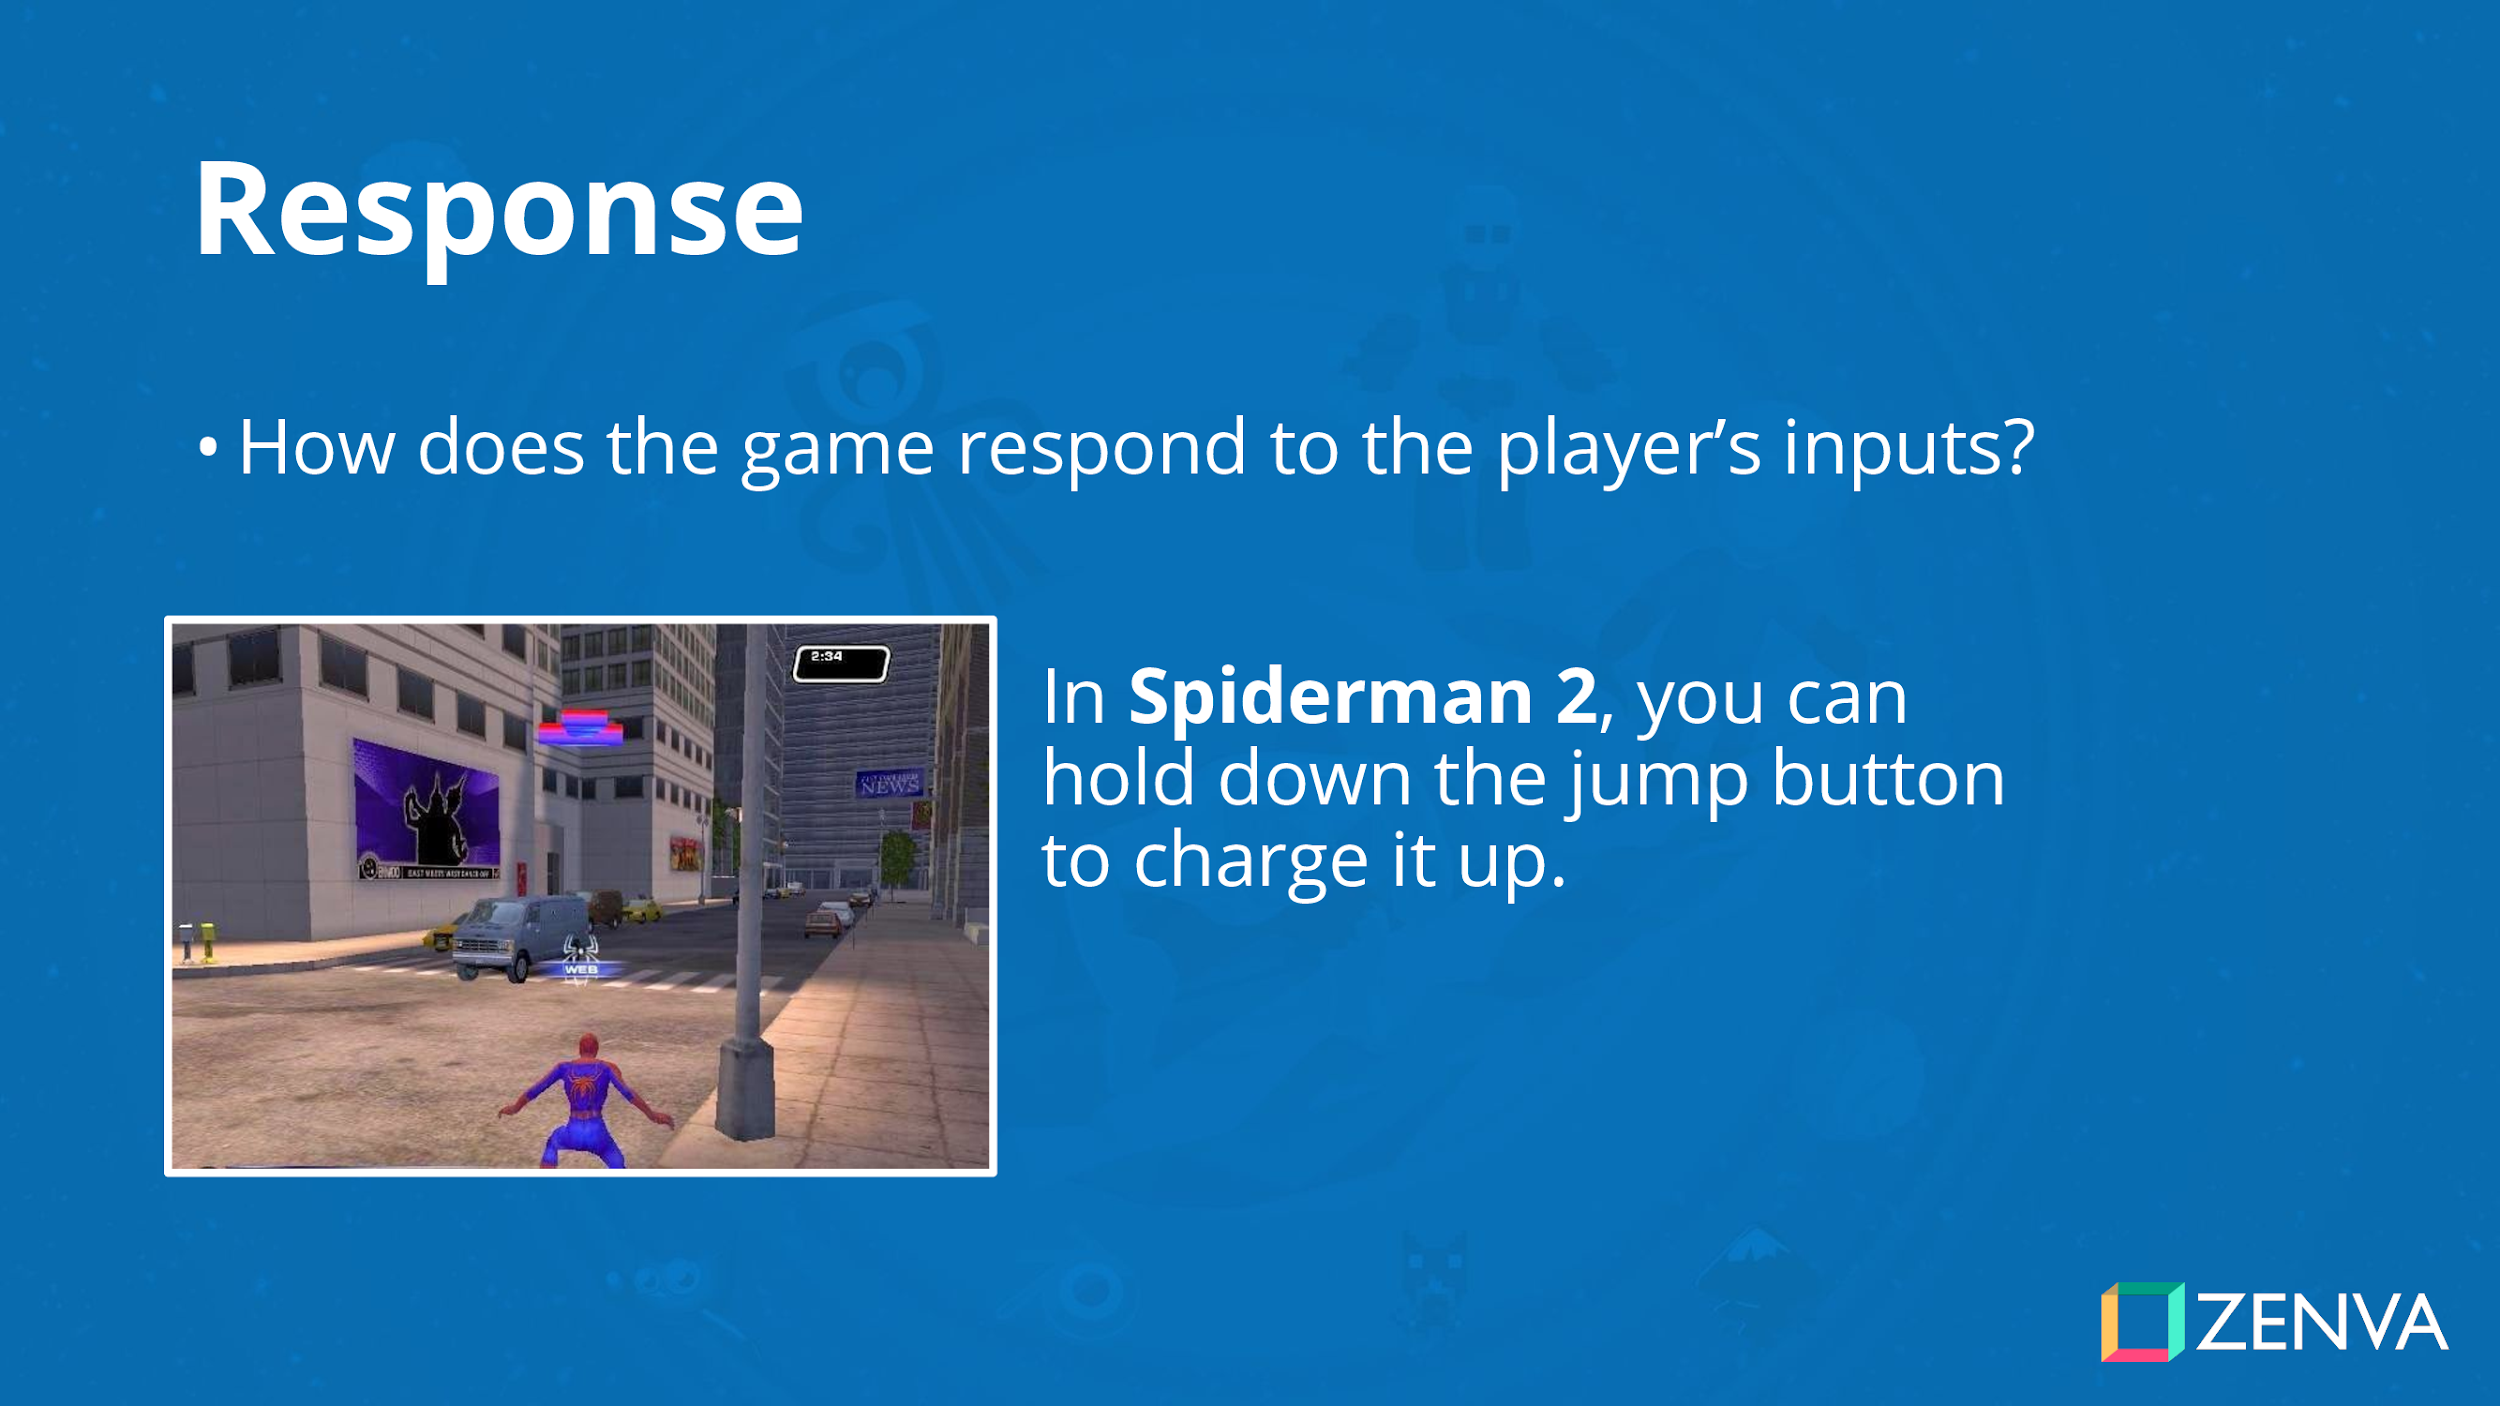 Response
• How does the game respond to the player’s inputs?
2:34
NEWS
WEB
In Spiderman 2, you can
hold down the jump button
to charge it up.
ZENVA